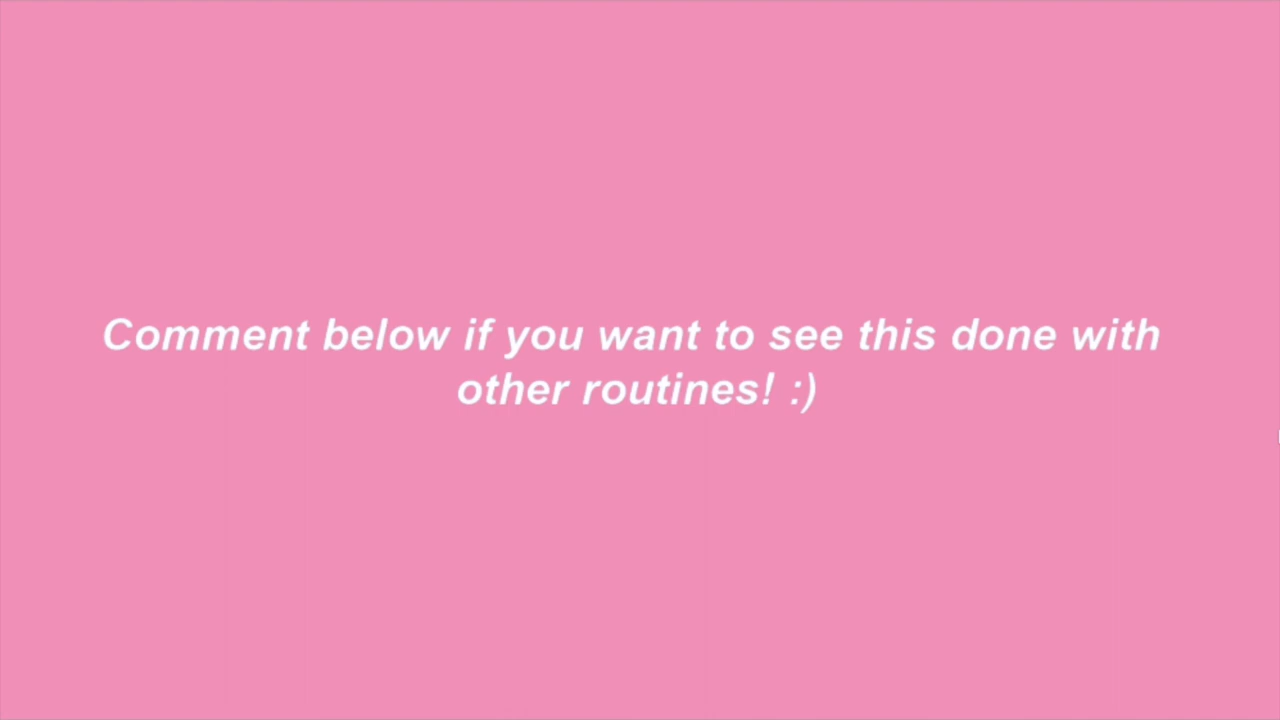 Comment below if you want to see this done with
other routines! :)